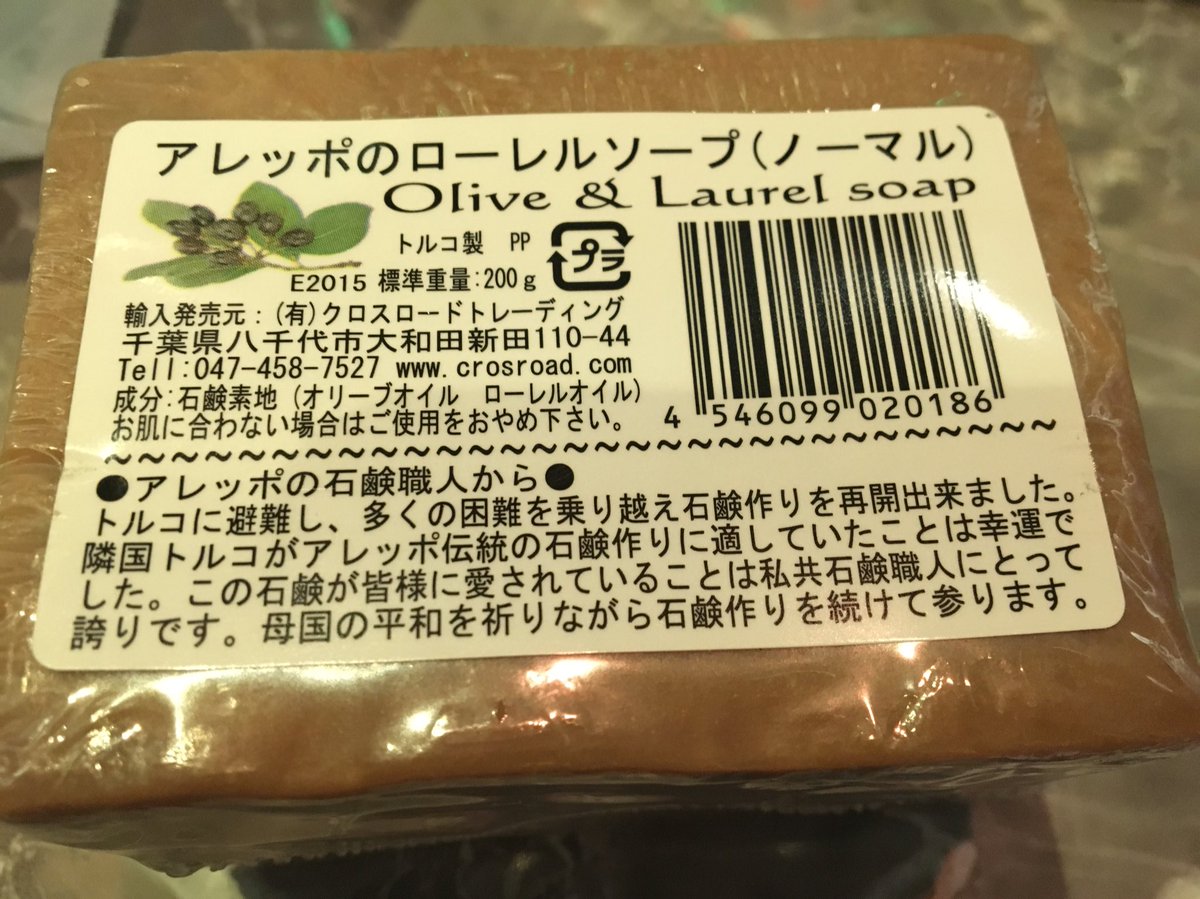 アレッポのローレルソープ(ノーマル)
Olive & Laurel soap
トルコ製 PP プラ
E2015 標準重量:200g
輸入発売元:(有)クロスロードトレーディング
千葉県八千代市大和田新田110-44
Tell:047-458-7527 www.crosroad.com
成分:石鹸素地(オリーブオイル ローレルオイル)
お肌に合わない場合はご使用をおやめ下さい。
4 546099 020186
~~~~~~~~~~~~~~~~~~~~~~~~~~~~~~~~~~~~
●アレッポの石鹸職人から●
トルコに避難し、多くの困難を乗り越え石鹸作りを再開出来ました。
隣国トルコがアレッポ伝統の石鹸作りに適していたことは幸運で
した。この石鹸が皆様に愛されていることは私共石鹸職人にとって
誇りです。母国の平和を祈りながら石鹸作りを続けて参ります。